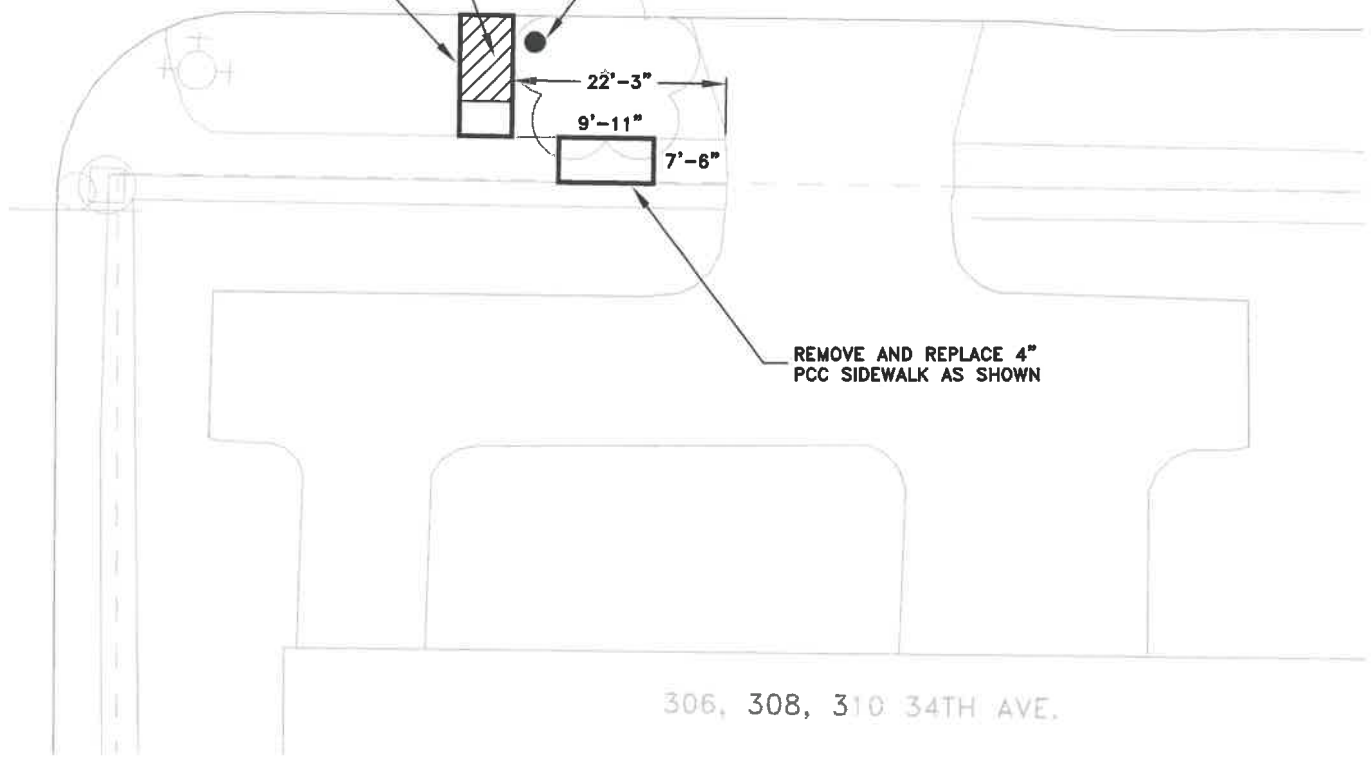 22'-3"
9'-11"
7'-6"
REMOVE AND REPLACE 4"
PCC SIDEWALK AS SHOWN
306, 308, 310 34TH AVE.